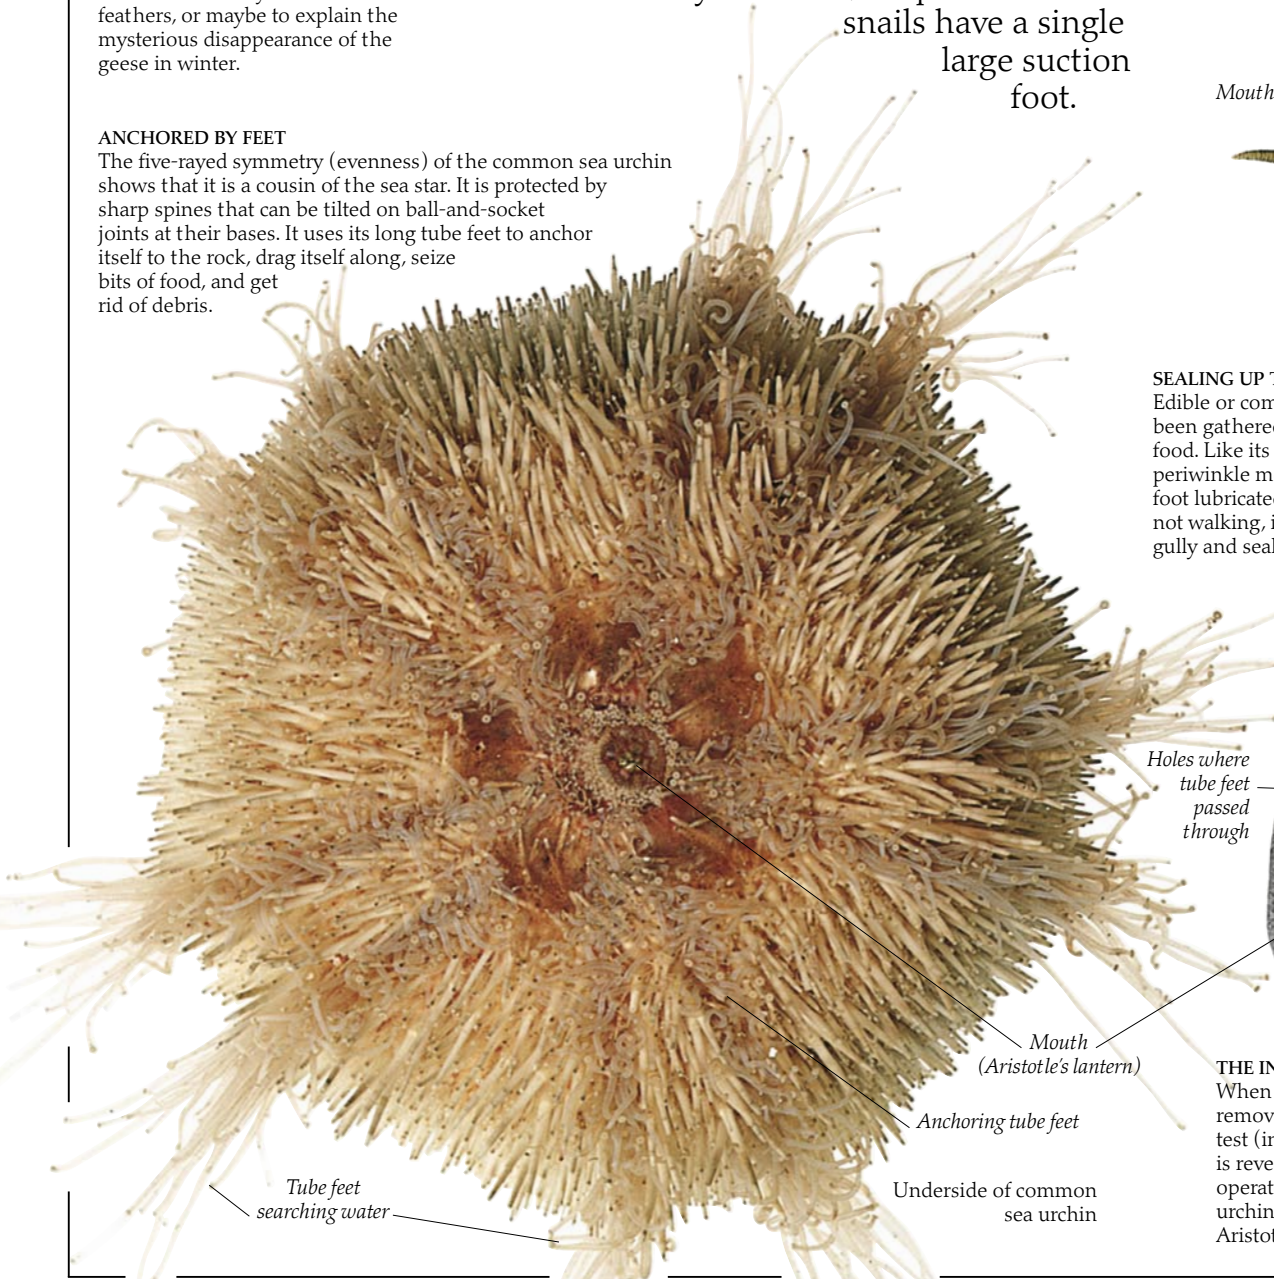 feathers, or maybe to explain the
mysterious disappearance of the
geese in winter.
snails have a single
large suction
foot.
Mouth
ANCHORED BY FEET
The five-rayed symmetry (evenness) of the common sea urchin
shows that it is a cousin of the sea star. It is protected by
sharp spines that can be tilted on ball-and-socket
joints at their bases. It uses its long tube feet to anchor
itself to the rock, drag itself along, seize
bits of food, and get
rid of debris.
SEALING UP
Edible or com
been gathered
food. Like its
periwinkle m
foot lubricated
not walking, i
gully and seal
Holes where
tube feet
passed
through
Mouth
(Aristotle's lantern)
Anchoring tube feet
Tube feet
searching water
Underside of common
sea urchin
THE IN
When
remov
test (in
is reve
operat
urchin
Aristot